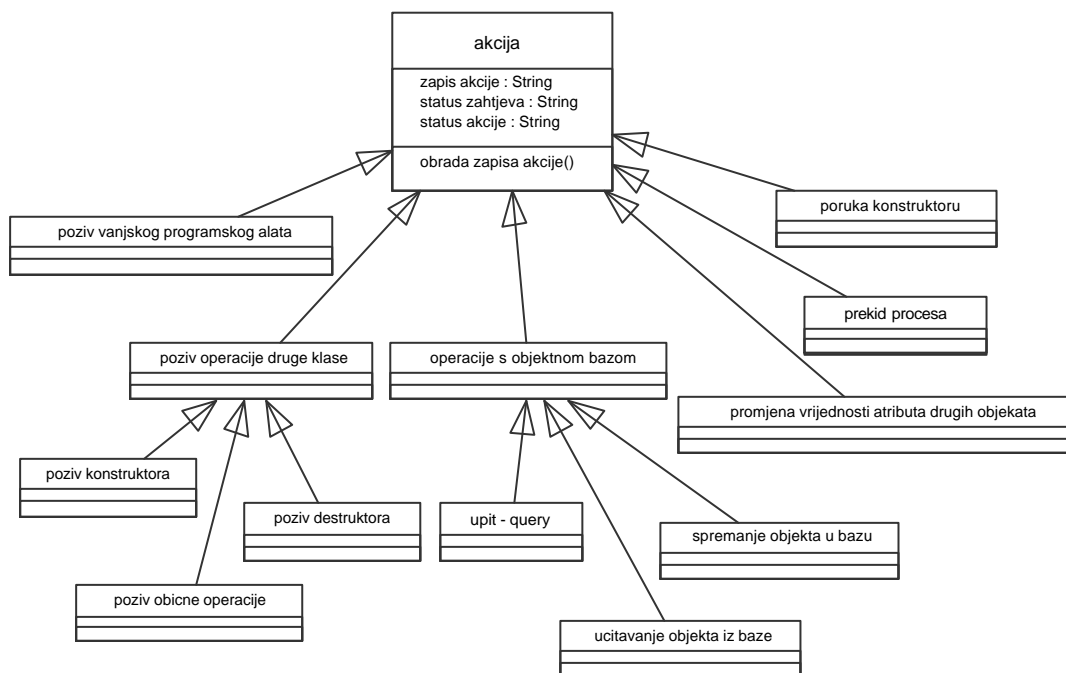 akcija
zapis akcije : String
status zahtjeva : String
status akcije : String
obrada zapisa akcije()
poruka konstruktoru
poziv vanjskog programskog alata
prekid procesa
poziv operacije druge klase
operacije s objektnom bazom
promjena vrijednosti atributa drugih objekata
poziv konstruktora
poziv destruktora
upit - query
spremanje objekta u bazu
poziv obicne operacije
ucitavanje objekta iz baze